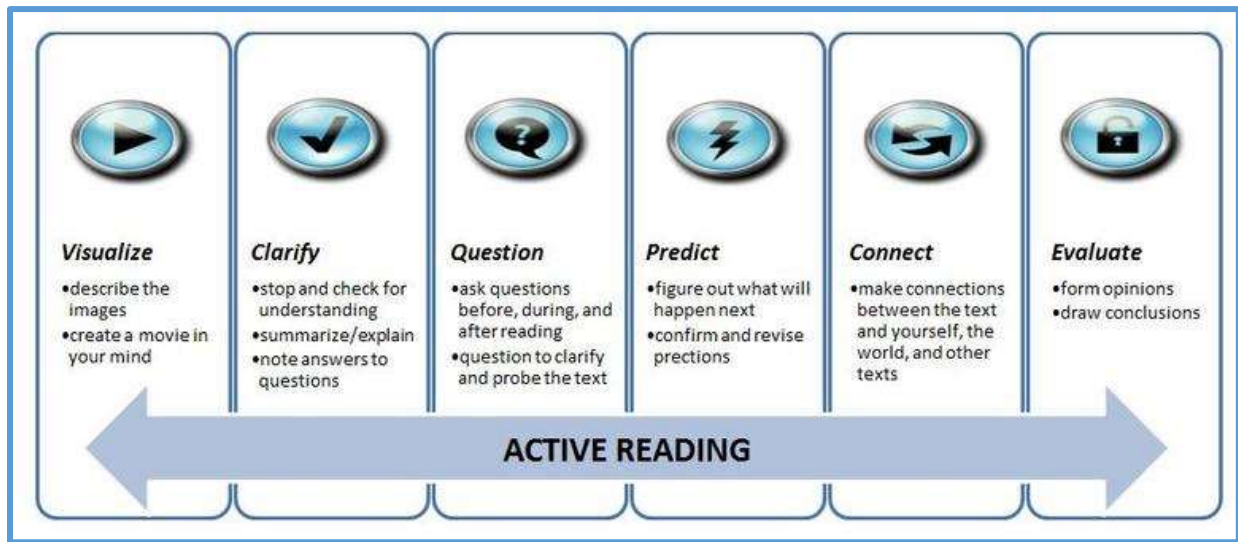 Visualize
•describe the
images
•create a movie in
your mind
Clarify
•stop and check for
understanding
•summarize/explain
•note answers to
questions
Question
•ask questions
before, during, and
after reading
•question to clarify
and probe the text
Predict
•figure out what will
happen next
•confirm and revise
prections
Connect
•make connections
between the text
and yourself, the
world, and other
texts
Evaluate
•form opinions
•draw conclusions
ACTIVE READING